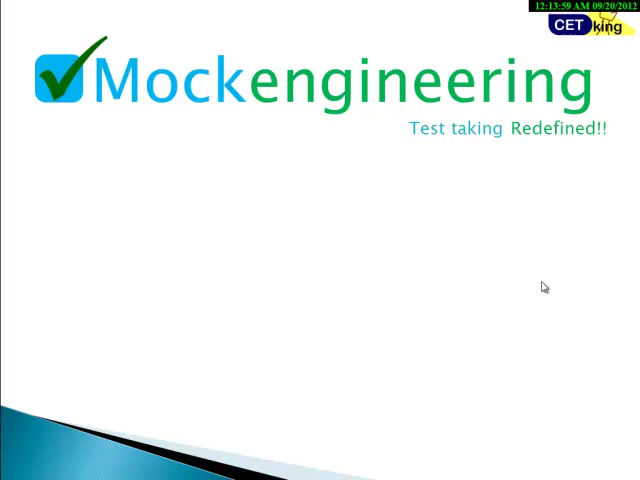 12:13:59 AM 09/20/2012
CET king
Mockengineering
Test taking Redefined!!